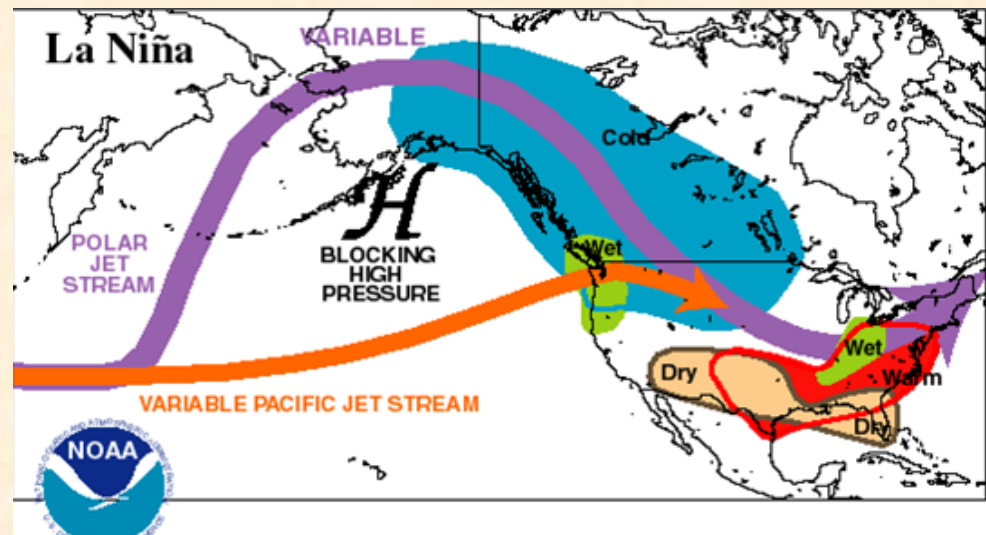 La Niña
VARIABLE
Cold
POLAR
JET
STREAM
H
BLOCKING
HIGH
PRESSURE
Wet
Wet
Dry
Warm
Dry
VARIABLE PACIFIC JET STREAM
NOAA